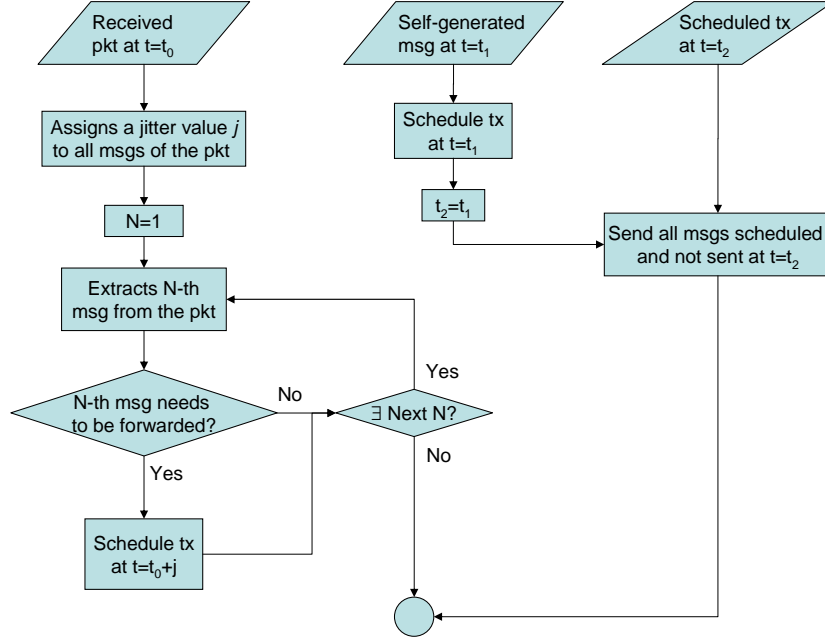 Received
pkt at t=t₀
Self-generated
msg at t=t₁
Scheduled tx
at t=t₂
Assigns a jitter value j
to all msgs of the pkt
Schedule tx
at t=t₁
N=1
t₂=t₁
Send all msgs scheduled
and not sent at t=t₂
Extracts N-th
msg from the pkt
Yes
No
N-th msg needs
to be forwarded?
∃ Next N?
No
Yes
Schedule tx
at t=t₀+j